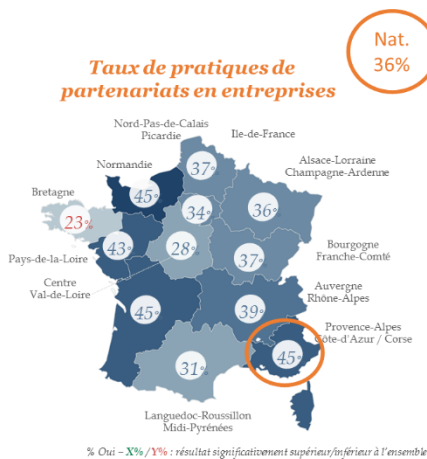 Nat.
36%
Taux de pratiques de
partenariats en entreprises
Nord-Pas-de-Calais
Picardie
Ile-de-France
Normandie
Alsace-Lorraine
Champagne-Ardenne
Bretagne
37%
45%
34%
36%
23%
43%
28%
37%
Bourgogne
Franche-Comté
Pays-de-la-Loire
Centre
Val-de-Loire
Auvergne
Rhône-Alpes
45%
39%
Provence-Alpes
Côte-d'Azur / Corse
45%
31%
Languedoc-Roussillon
Midi-Pyrénées
% Oui – X% / Y% : résultat significativement supérieur/inférieur à l'ensemble